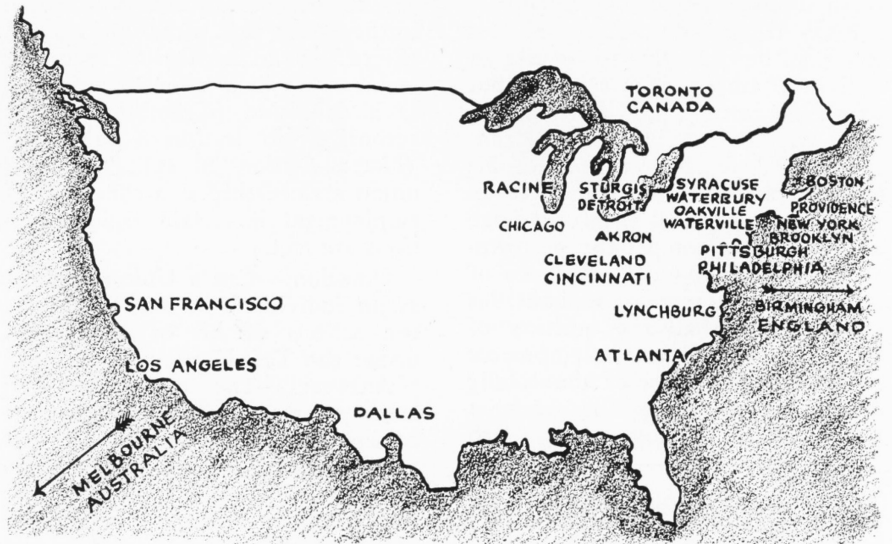 TORONTO
CANADA
RACINE
STURGIS
DETROIT
SYRACUSE
WATERBURY
OAKVILLE
WATERVILLE
BOSTON
PROVIDENCE
NEW YORK
BROOKLYN
CHICAGO
AKRON
PITTSBURGH
PHILADELPHIA
CLEVELAND
CINCINNATI
SAN FRANCISCO
LYNCHBURG
BIRMINGHAM
ENGLAND
LOS ANGELES
ATLANTA
DALLAS
MELBOURNE
AUSTRALIA